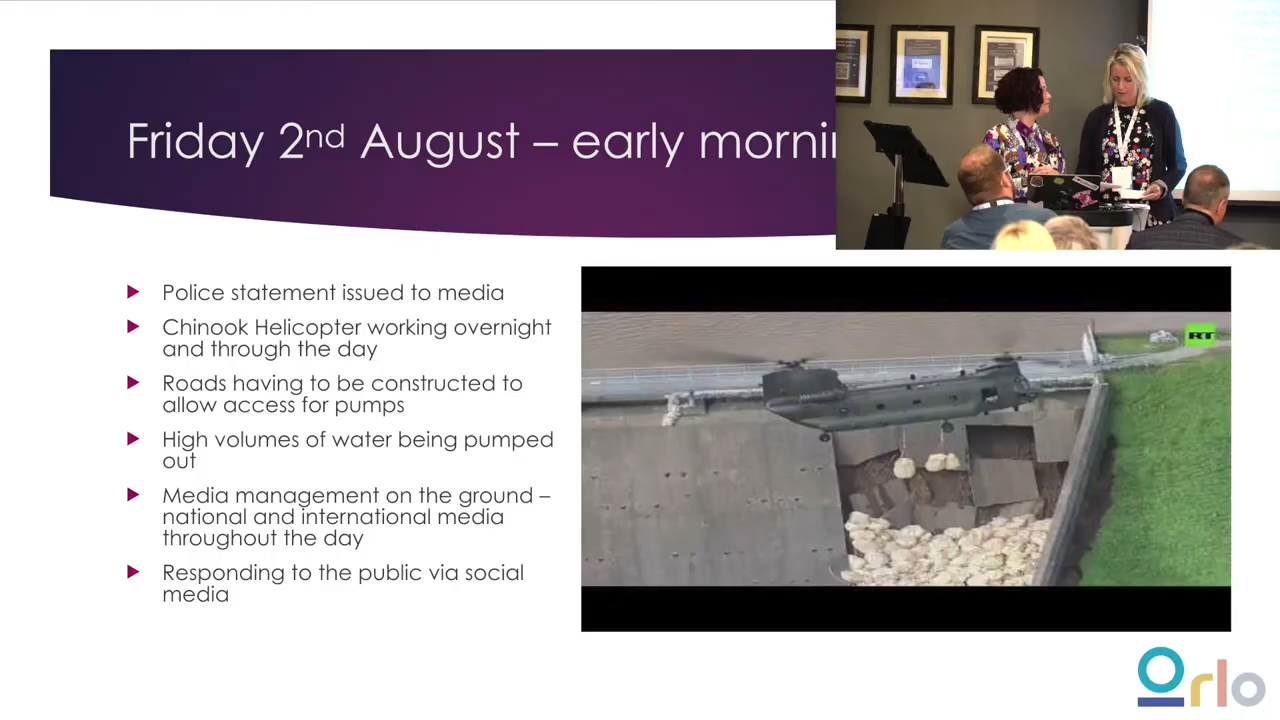 Friday 2nd August – early mornin
Police statement issued to media
Chinook Helicopter working overnight
and through the day
Roads having to be constructed to
allow access for pumps
High volumes of water being pumped
out
Media management on the ground –
national and international media
throughout the day
Responding to the public via social
media
RT
Orlo